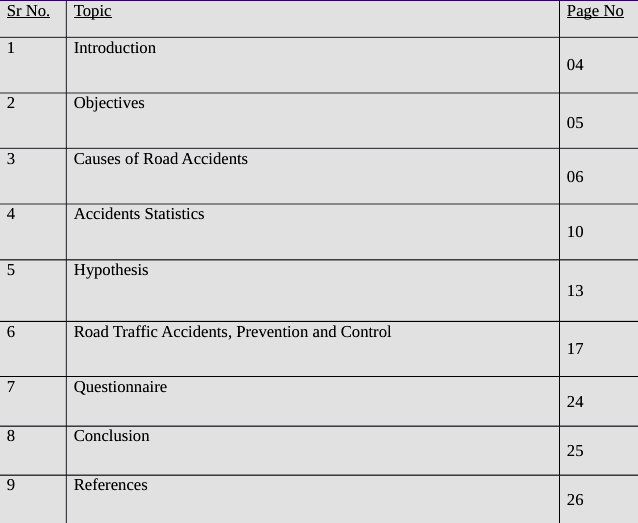 Sr No. Topic Page No
1 Introduction 04
2 Objectives 05
3 Causes of Road Accidents 06
4 Accidents Statistics 10
5 Hypothesis 13
6 Road Traffic Accidents, Prevention and Control 17
7 Questionnaire 24
8 Conclusion 25
9 References 26